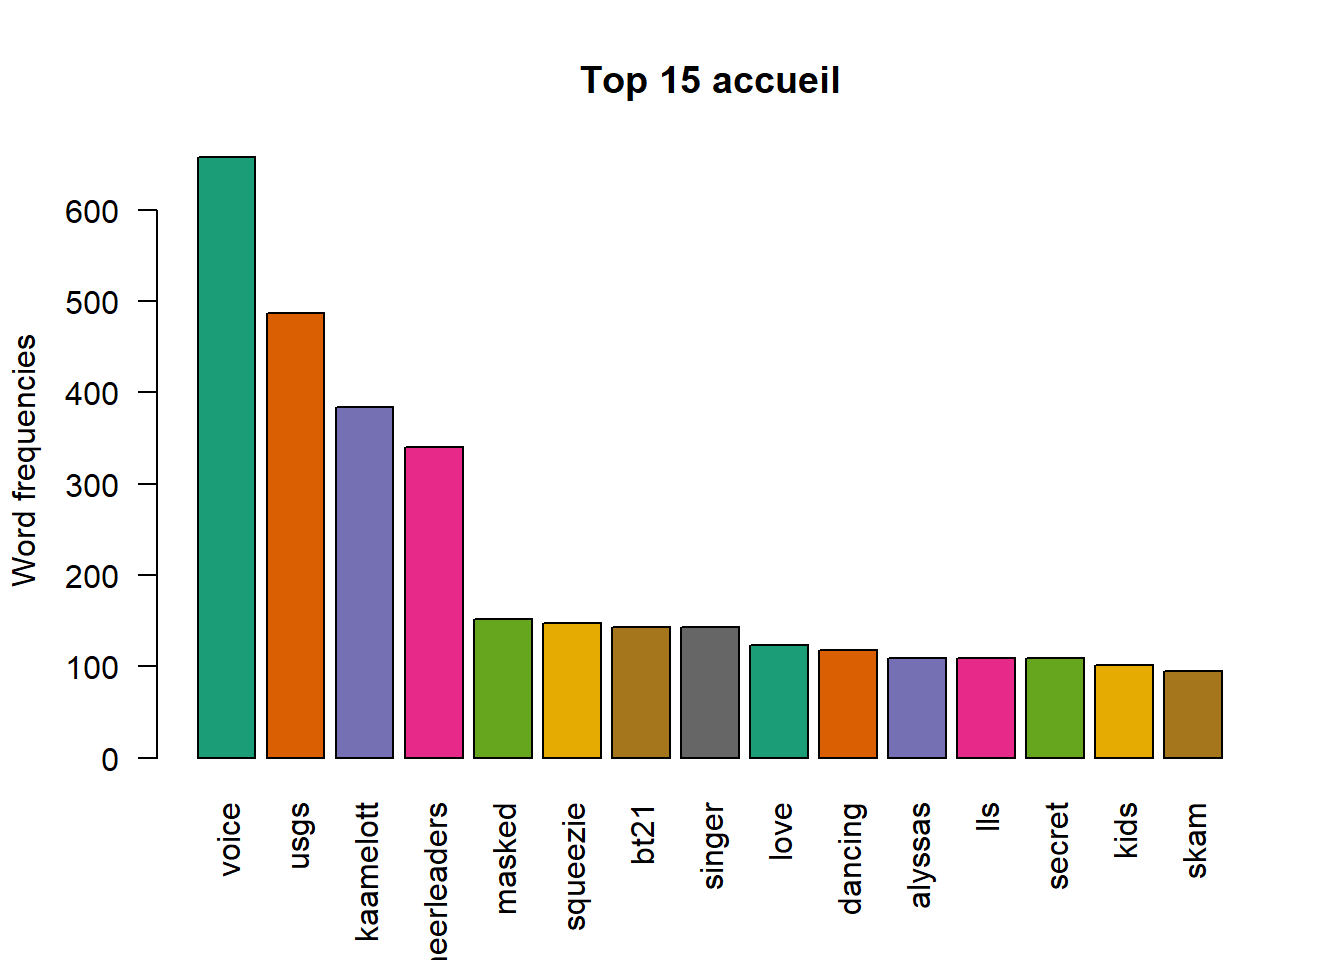 Top 15 accueil
Word frequencies
600
500
400
300
200
100
0
voice
usgs
kaamelott
heerleaders
masked
squeezie
bt21
singer
love
dancing
alyssas
lls
secret
kids
skam